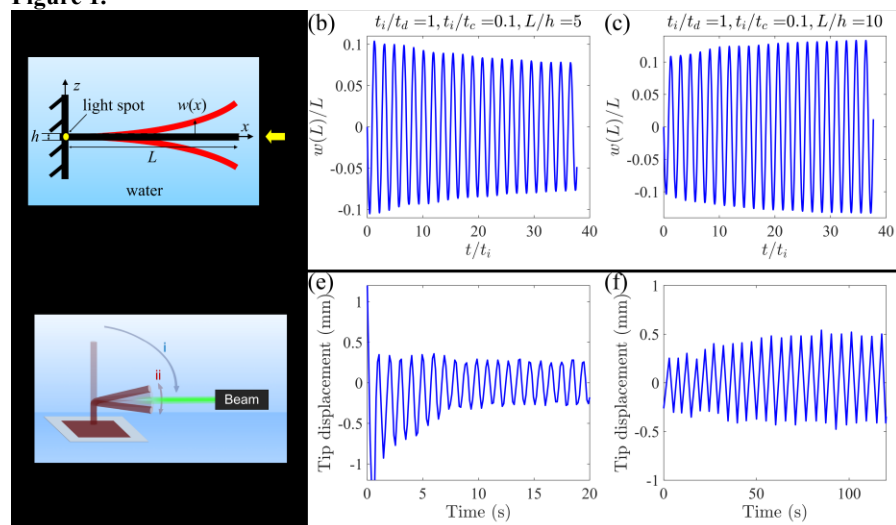 Figure 1.
z
light spot
w(x)
x
h
L
water
i
ii
Beam
(b)
t_i/t_d =1, t_i/t_c =0.1, L/h =5
w(L)/L
0.1
0.05
0
-0.05
-0.1
0 10 20 30 40
t/t_i
(c)
t_i/t_d =1, t_i/t_c =0.1, L/h =10
w(L)/L
0.1
0.05
0
-0.05
-0.1
0 10 20 30 40
t/t_i
(e)
Tip displacement (mm)
1
0.5
0
-0.5
-1
0 5 10 15 20
Time (s)
(f)
Tip displacement (mm)
1
0.5
0
-0.5
-1
0 50 100
Time (s)